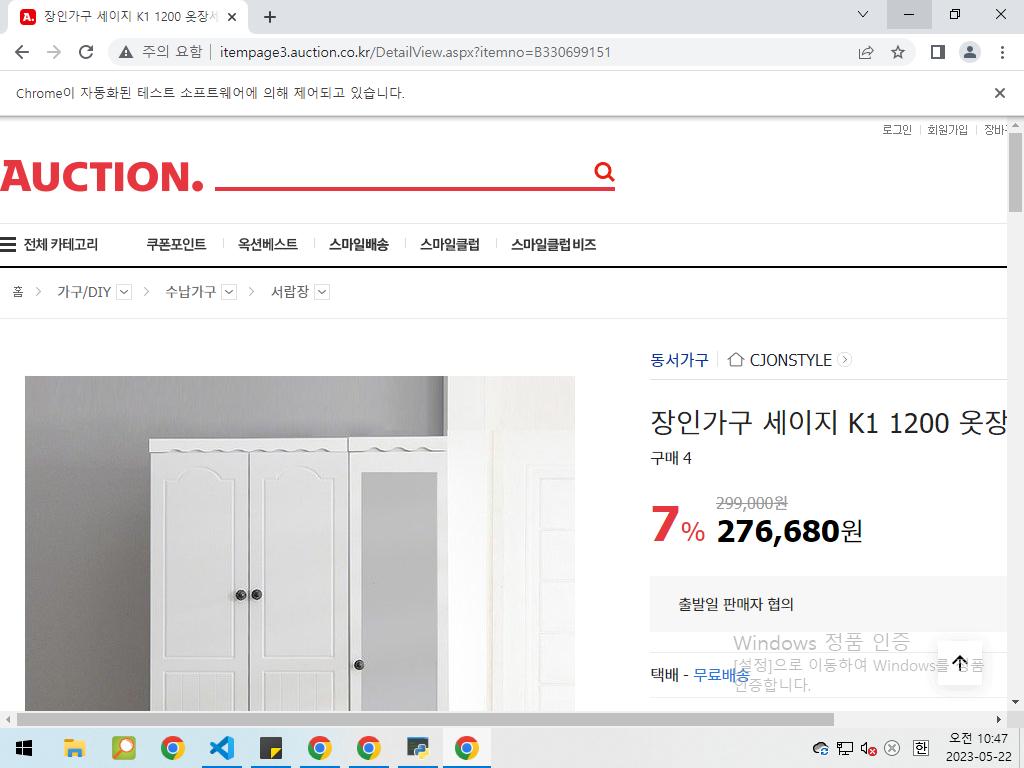 장인가구 세이지 K1 1200 옷장세
주의 요함
itempage3.auction.co.kr/DetailView.aspx?itemno=B330699151
Chrome이 자동화된 테스트 소프트웨어에 의해 제어되고 있습니다.
로그인 회원가입 장바구
AUCTION.
전체 카테고리 쿠폰포인트 옥션베스트 스마일배송 스마일클럽 스마일클럽 비즈
홈 가구/DIY 수납가구 서랍장
동서가구 CJONSTYLE
장인가구 세이지 K1 1200 옷장
구매 4
299,000원
7% 276,680원
출발일 판매자 협의
Windows 정품 인증
[설정]으로 이동하여 Windows를 정품
인증합니다.
택배 - 무료배송
한
오전 10:47
2023-05-22